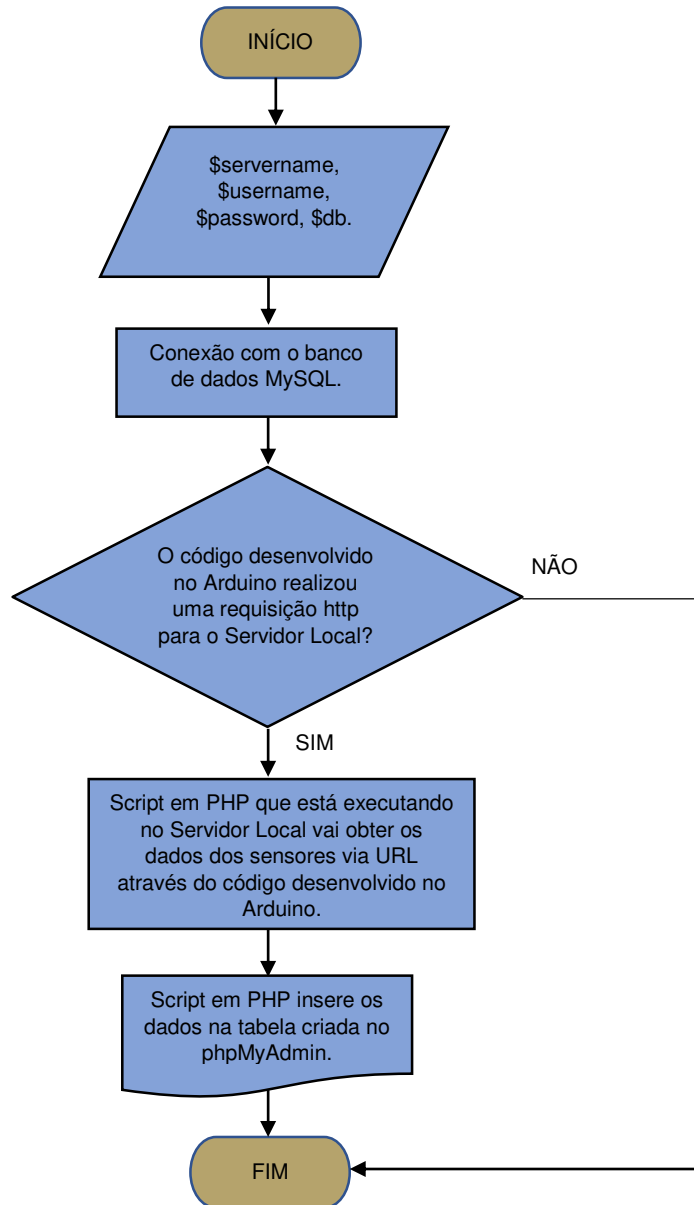 INÍCIO
$servername,
$username,
$password, $db.
Conexão com o banco
de dados MySQL.
O código desenvolvido
no Arduino realizou
uma requisição http
para o Servidor Local?
NÃO
SIM
Script em PHP que está executando
no Servidor Local vai obter os
dados dos sensores via URL
através do código desenvolvido no
Arduino.
Script em PHP insere os
dados na tabela criada no
phpMyAdmin.
FIM